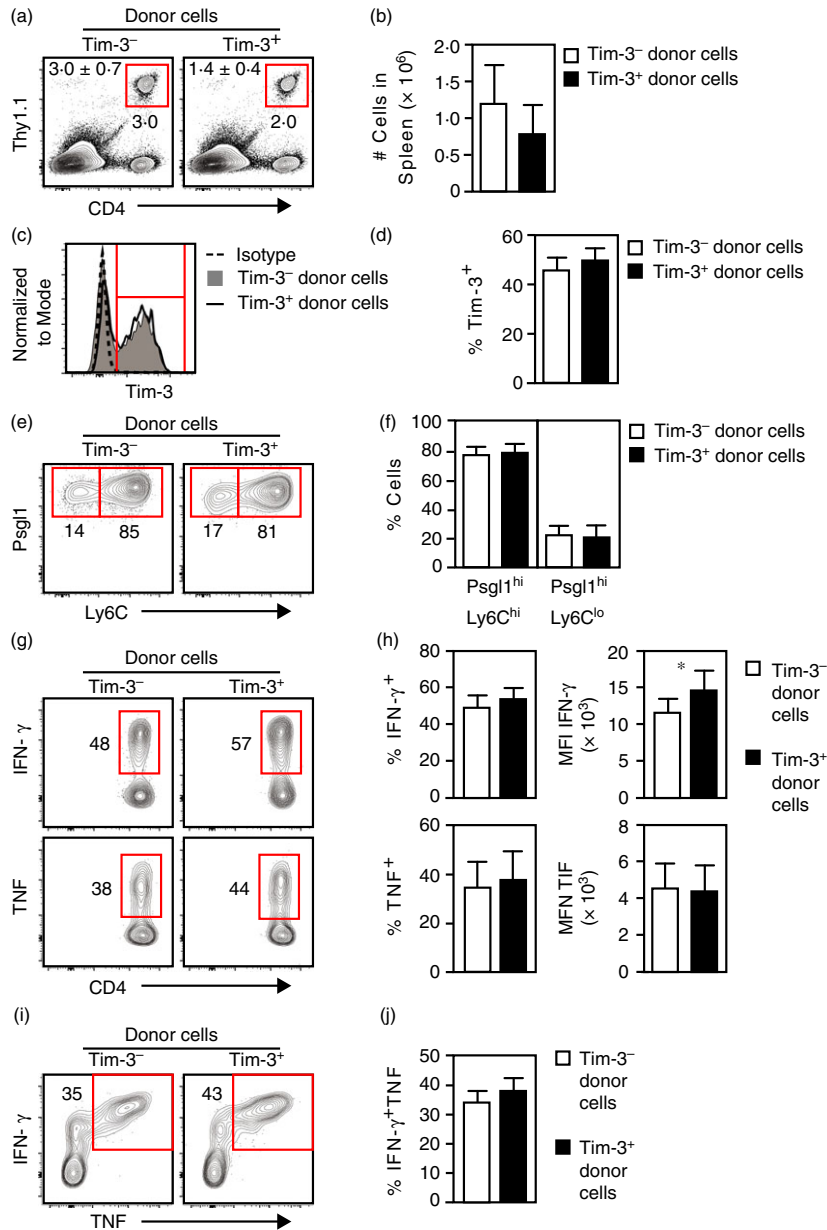 (a)
Donor cells
Tim-3⁻ Tim-3⁺
3·0 ± 0·7 1·4 ± 0·4
3·0 2·0
Thy1.1
CD4
(b)
# Cells in
Spleen (× 10⁶)
2·0
1·5
1·0
0·5
0
Tim-3⁻ donor cells
Tim-3⁺ donor cells
(c)
Normalized
to Mode
Tim-3
Isotype
Tim-3⁻ donor cells
Tim-3⁺ donor cells
(d)
% Tim-3⁺
60
40
20
0
Tim-3⁻ donor cells
Tim-3⁺ donor cells
(e)
Donor cells
Tim-3⁻ Tim-3⁺
14 85 17 81
Psgl1
Ly6C
(f)
% Cells
100
80
60
40
20
0
Psgl1ʰⁱ Psgl1ʰⁱ
Ly6Cʰⁱ Ly6Cˡᵒ
Tim-3⁻ donor cells
Tim-3⁺ donor cells
(g)
Donor cells
Tim-3⁻ Tim-3⁺
IFN- γ
48 57
TNF
38 44
CD4
(h)
% IFN-γ⁺
80
60
40
20
0
MFI IFN-γ
(× 10³)
20
15
10
5
0
*
Tim-3⁻
donor
cells
Tim-3⁺
donor
cells
% TNF⁺
60
40
20
0
MFN TIF
(× 10³)
8
6
4
2
0
(i)
Donor cells
Tim-3⁻ Tim-3⁺
35 43
IFN- γ
TNF
(j)
% IFN-γ⁺TNF
50
40
30
20
10
0
Tim-3⁻
donor
cells
Tim-3⁺
donor
cells